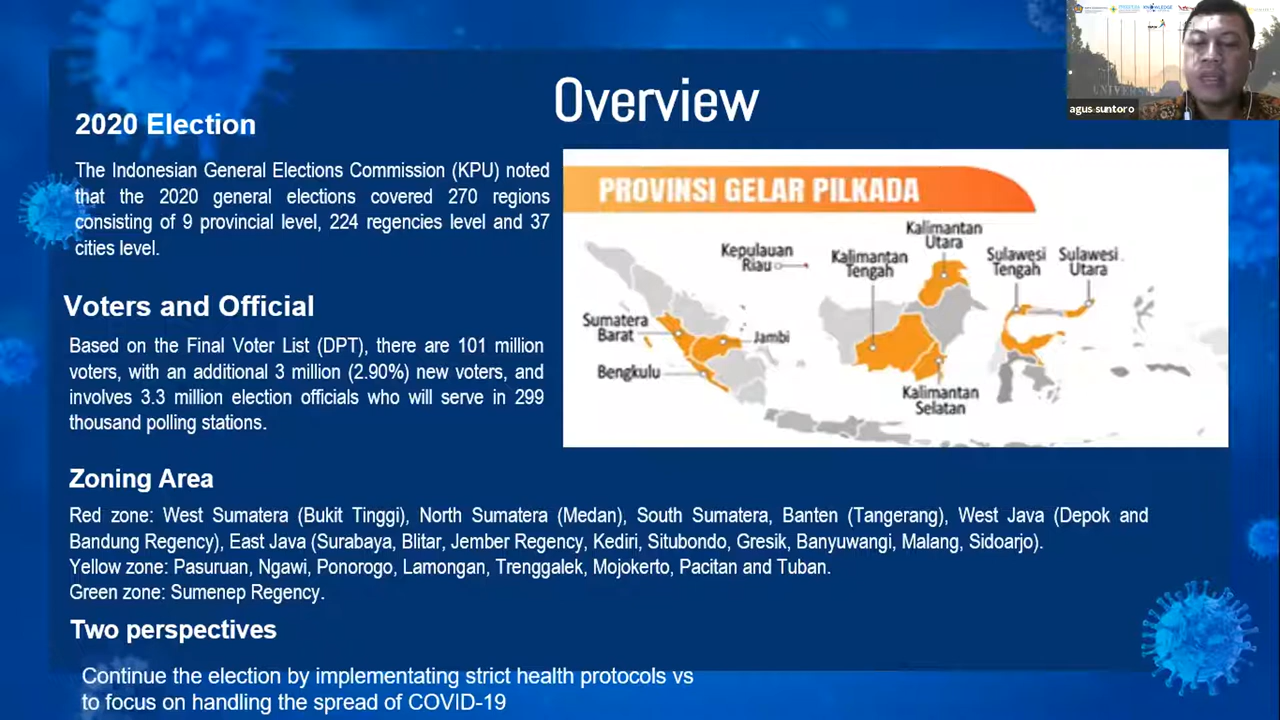 Overview
2020 Election
The Indonesian General Elections Commission (KPU) noted
that the 2020 general elections covered 270 regions
consisting of 9 provincial level, 224 regencies level and 37
cities level.
Voters and Official
Based on the Final Voter List (DPT), there are 101 million
voters, with an additional 3 million (2.90%) new voters, and
involves 3.3 million election officials who will serve in 299
thousand polling stations.
PROVINSI GELAR PILKADA
Kalimantan
Utara
Kepulauan
Riau
Kalimantan
Tengah
Sulawesi
Tengah
Sulawesi
Utara
Sumatera
Barat
Jambi
Bengkulu
Kalimantan
Selatan
Zoning Area
Red zone: West Sumatera (Bukit Tinggi), North Sumatera (Medan), South Sumatera, Banten (Tangerang), West Java (Depok and
Bandung Regency), East Java (Surabaya, Blitar, Jember Regency, Kediri, Situbondo, Gresik, Banyuwangi, Malang, Sidoarjo).
Yellow zone: Pasuruan, Ngawi, Ponorogo, Lamongan, Trenggalek, Mojokerto, Pacitan and Tuban.
Green zone: Sumenep Regency.
Two perspectives
Continue the election by implementating strict health protocols vs
to focus on handling the spread of COVID-19
KNOWLEDGE
agus suntoro